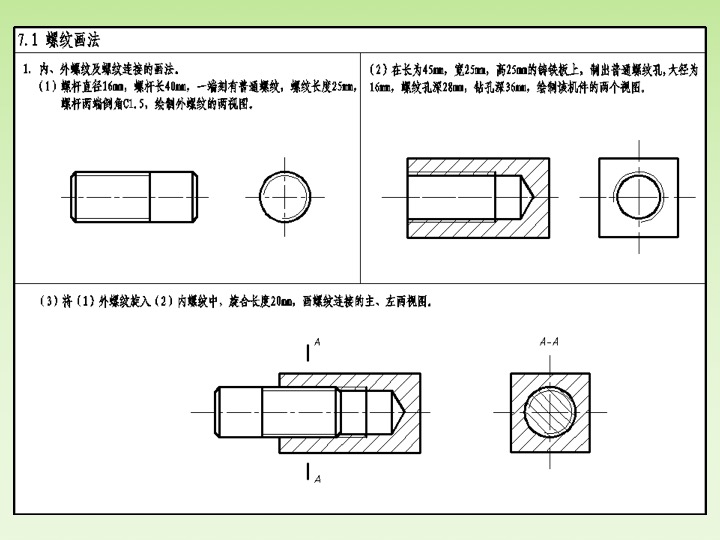 7.1 螺纹画法
1. 内、外螺纹及螺纹连接的画法。
(1)螺杆直径16mm, 螺杆长40mm, 一端刻有普通螺纹, 螺纹长度25mm,
螺杆两端倒角C1.5, 绘制外螺纹的两视图。
(2)在长为45mm, 宽25mm, 高25mm的铸铁板上, 制出普通螺纹孔,大径为
16mm, 螺纹孔深28mm, 钻孔深36mm, 绘制该机件的两个视图。
(3)将(1)外螺纹旋入(2)内螺纹中, 旋合长度20mm, 画螺纹连接的主、左两视图。
A
A-A
A